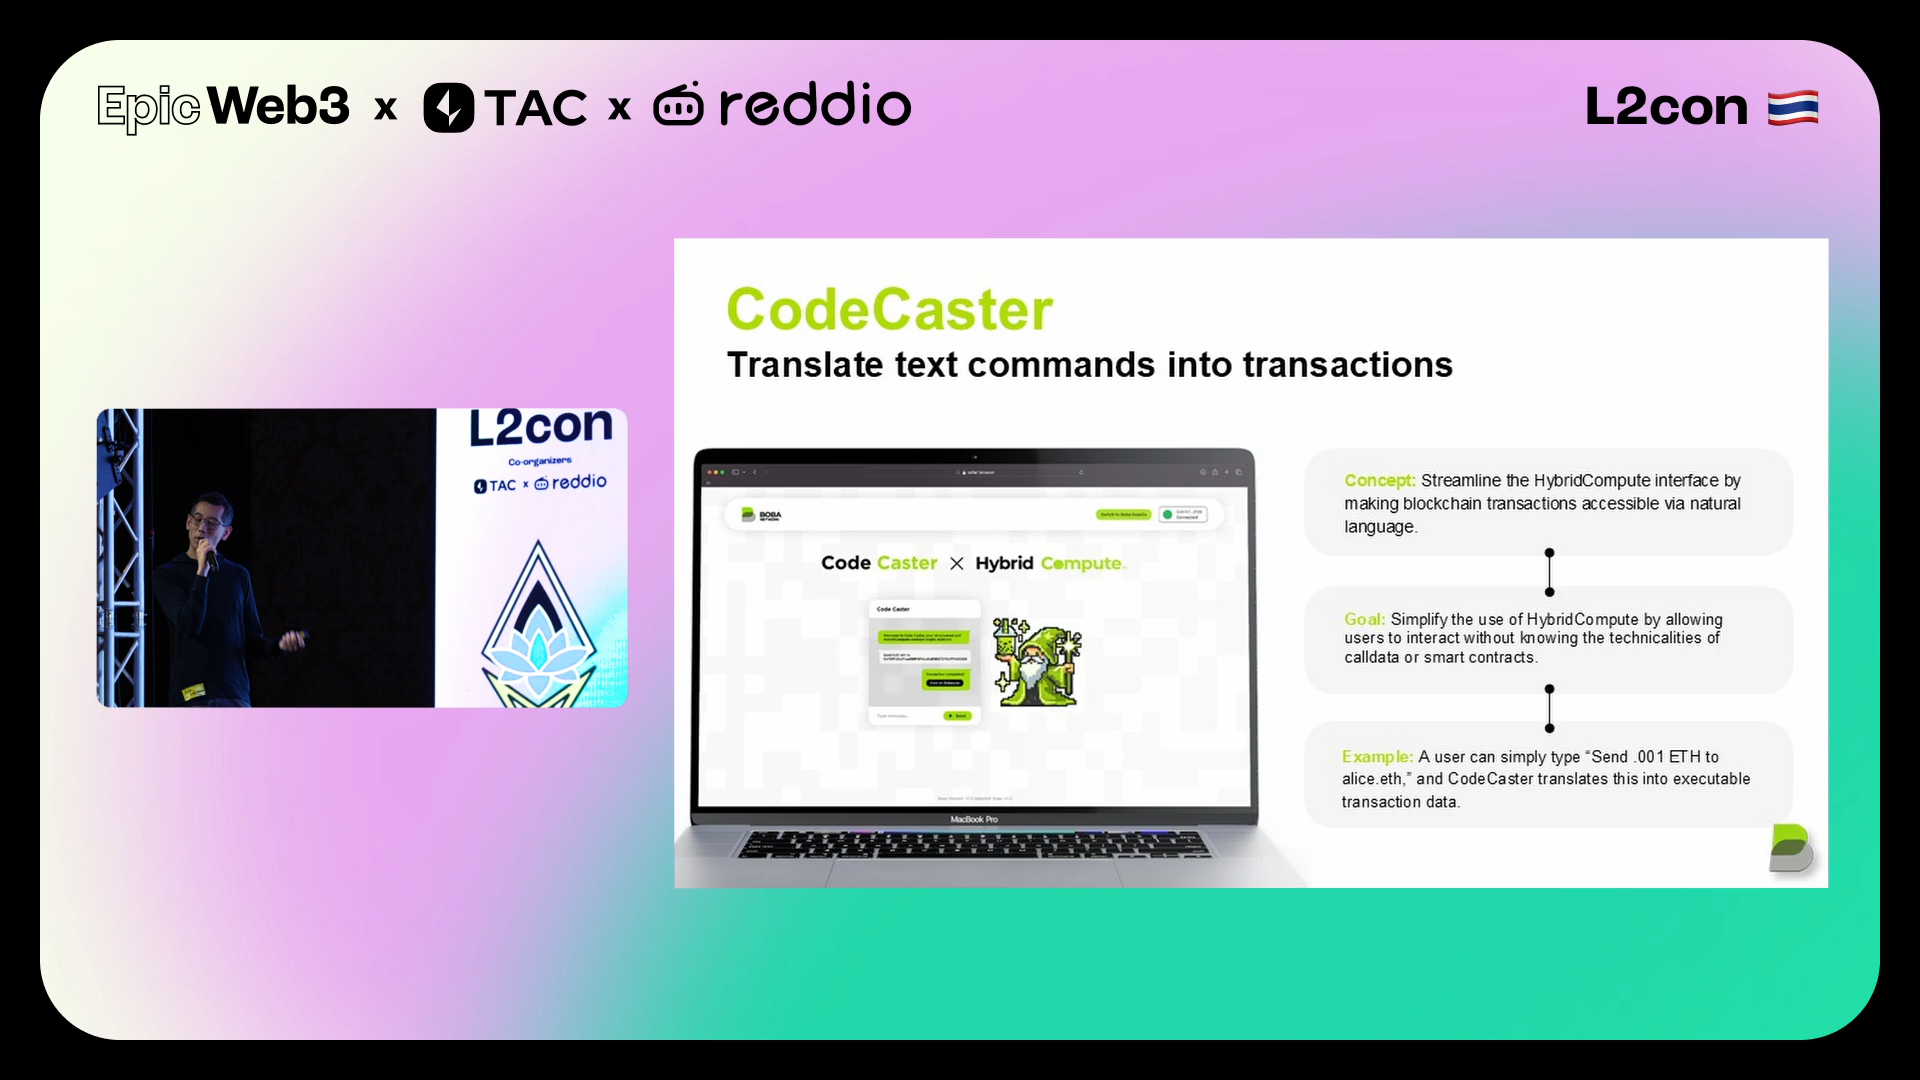 Epic Web3 x TAC x reddio
L2con
L2con
Co-organizers
TAC x reddio
CodeCaster
Translate text commands into transactions
BOBA
NETWORK
Connected
Code Caster X Hybrid Compute
Code Caster
Transaction completed
Send
MacBook Pro
Concept: Streamline the HybridCompute interface by
making blockchain transactions accessible via natural
language.
Goal: Simplify the use of HybridCompute by allowing
users to interact without knowing the technicalities of
calldata or smart contracts.
Example: A user can simply type “Send .001 ETH to
alice.eth,” and CodeCaster translates this into executable
transaction data.